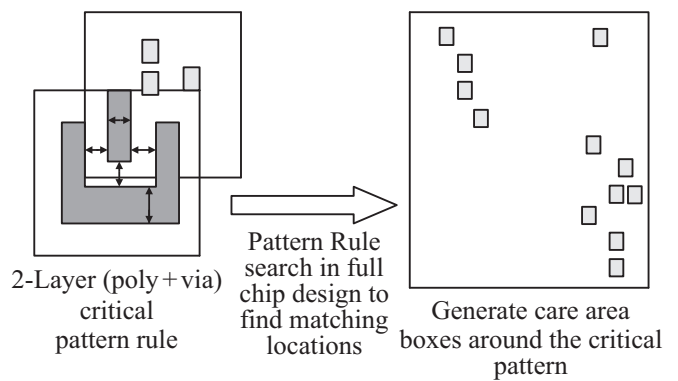 2-Layer (poly+via)
critical
pattern rule
Pattern Rule
search in full
chip design to
find matching
locations
Generate care area
boxes around the critical
pattern